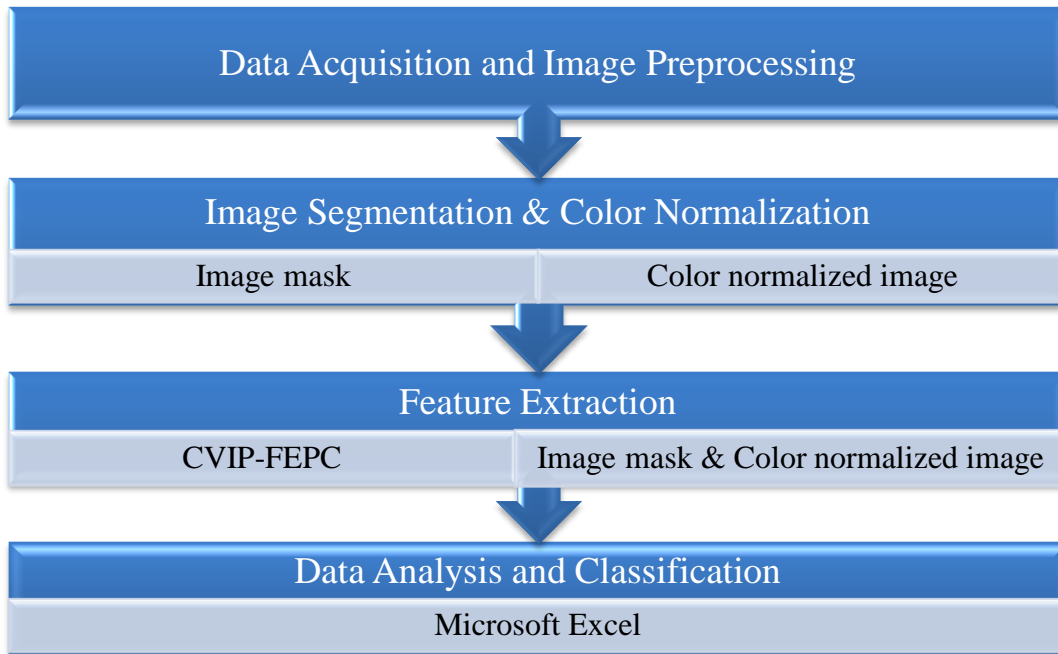 Data Acquisition and Image Preprocessing
Image Segmentation & Color Normalization
Image mask
Color normalized image
Feature Extraction
CVIP-FEPC
Image mask & Color normalized image
Data Analysis and Classification
Microsoft Excel